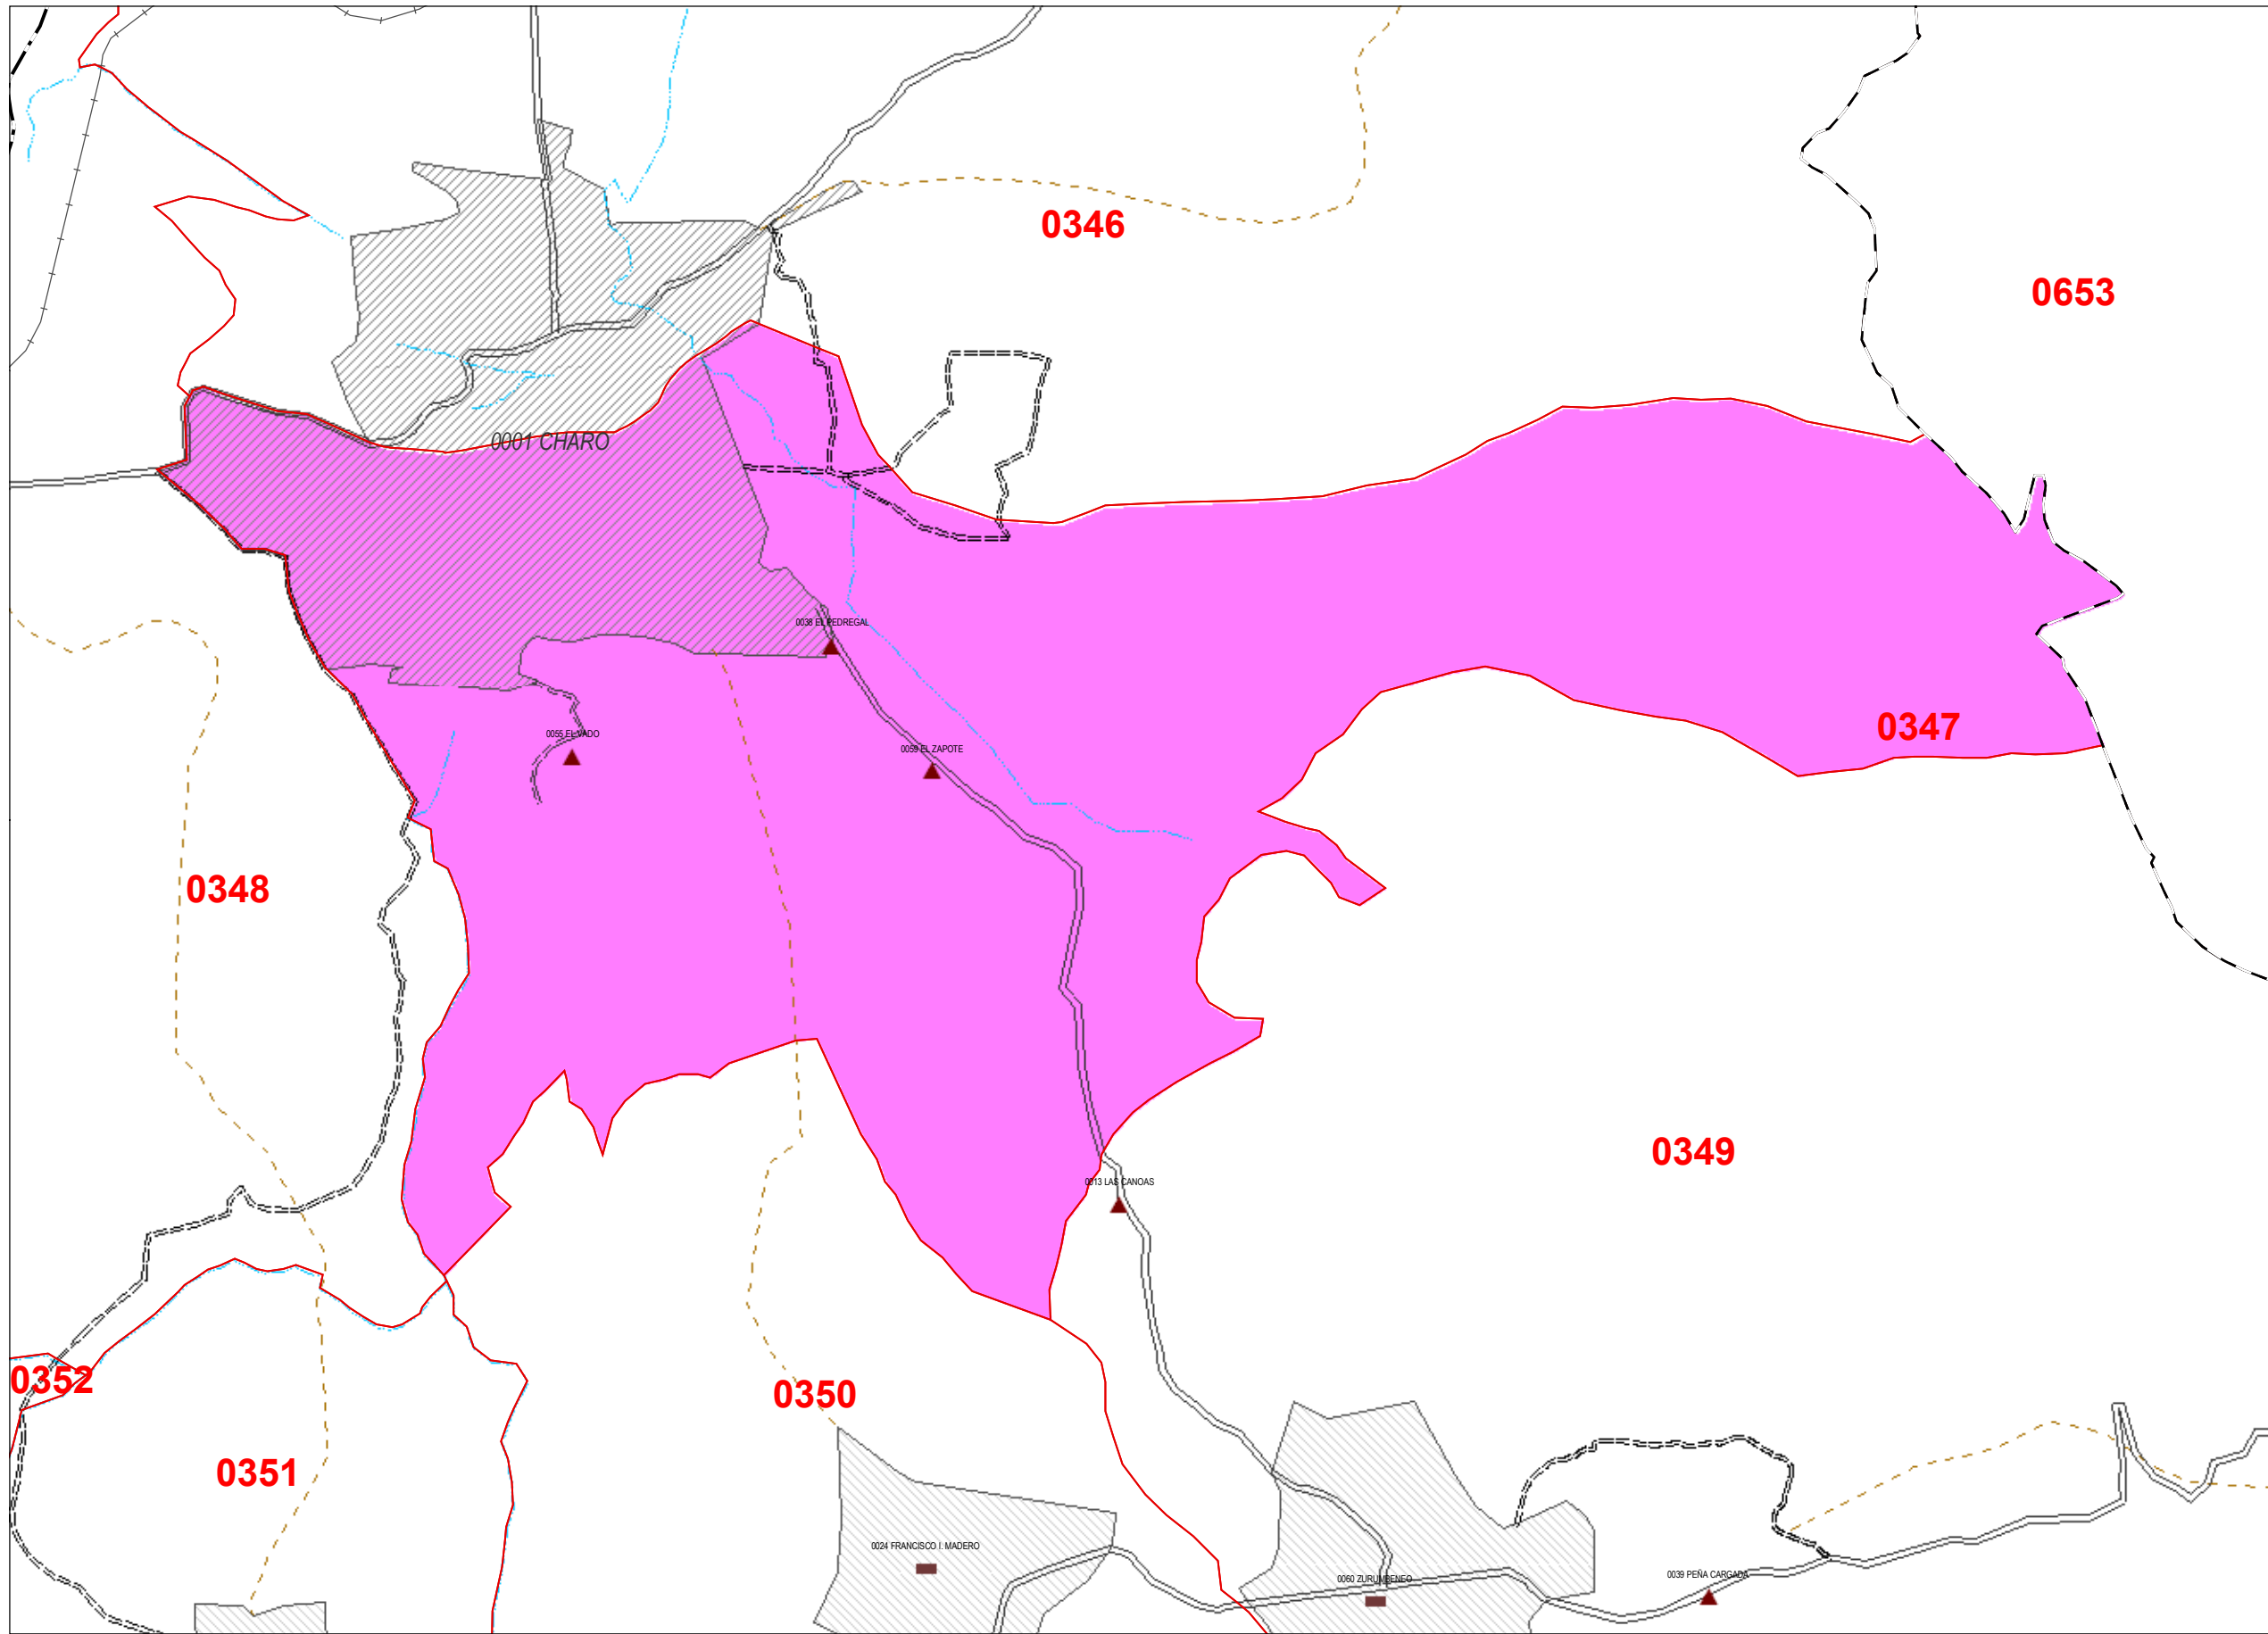 0346
0653
0001 CHARO
0038 EL PEDREGAL
0347
0055 EL VADO
0059 EL ZAPOTE
0348
0349
0013 LAS CANOAS
0352
0350
0351
0024 FRANCISCO I. MADERO
0060 ZURUMBENEO
0039 PEÑA CARGADA